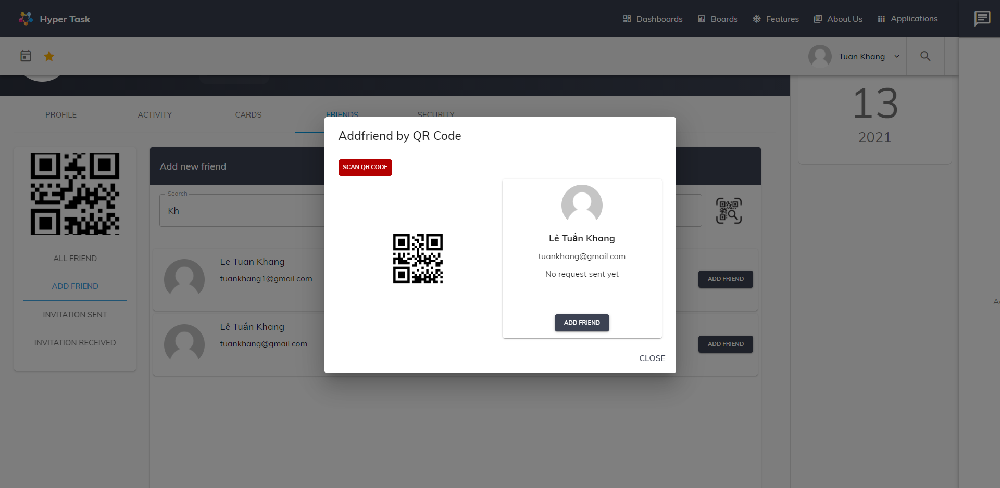 Hyper Task
Dashboards
Boards
Features
About Us
Applications
Tuan Khang
13
2021
PROFILE
ACTIVITY
CARDS
FRIENDS
SECURITY
Addfriend by QR Code
SCAN QR CODE
Lê Tuấn Khang
tuankhang@gmail.com
No request sent yet
ADD FRIEND
CLOSE
ALL FRIEND
ADD FRIEND
INVITATION SENT
INVITATION RECEIVED
Add new friend
Search
Kh
Le Tuan Khang
tuankhang1@gmail.com
ADD FRIEND
Lê Tuấn Khang
tuankhang@gmail.com
ADD FRIEND